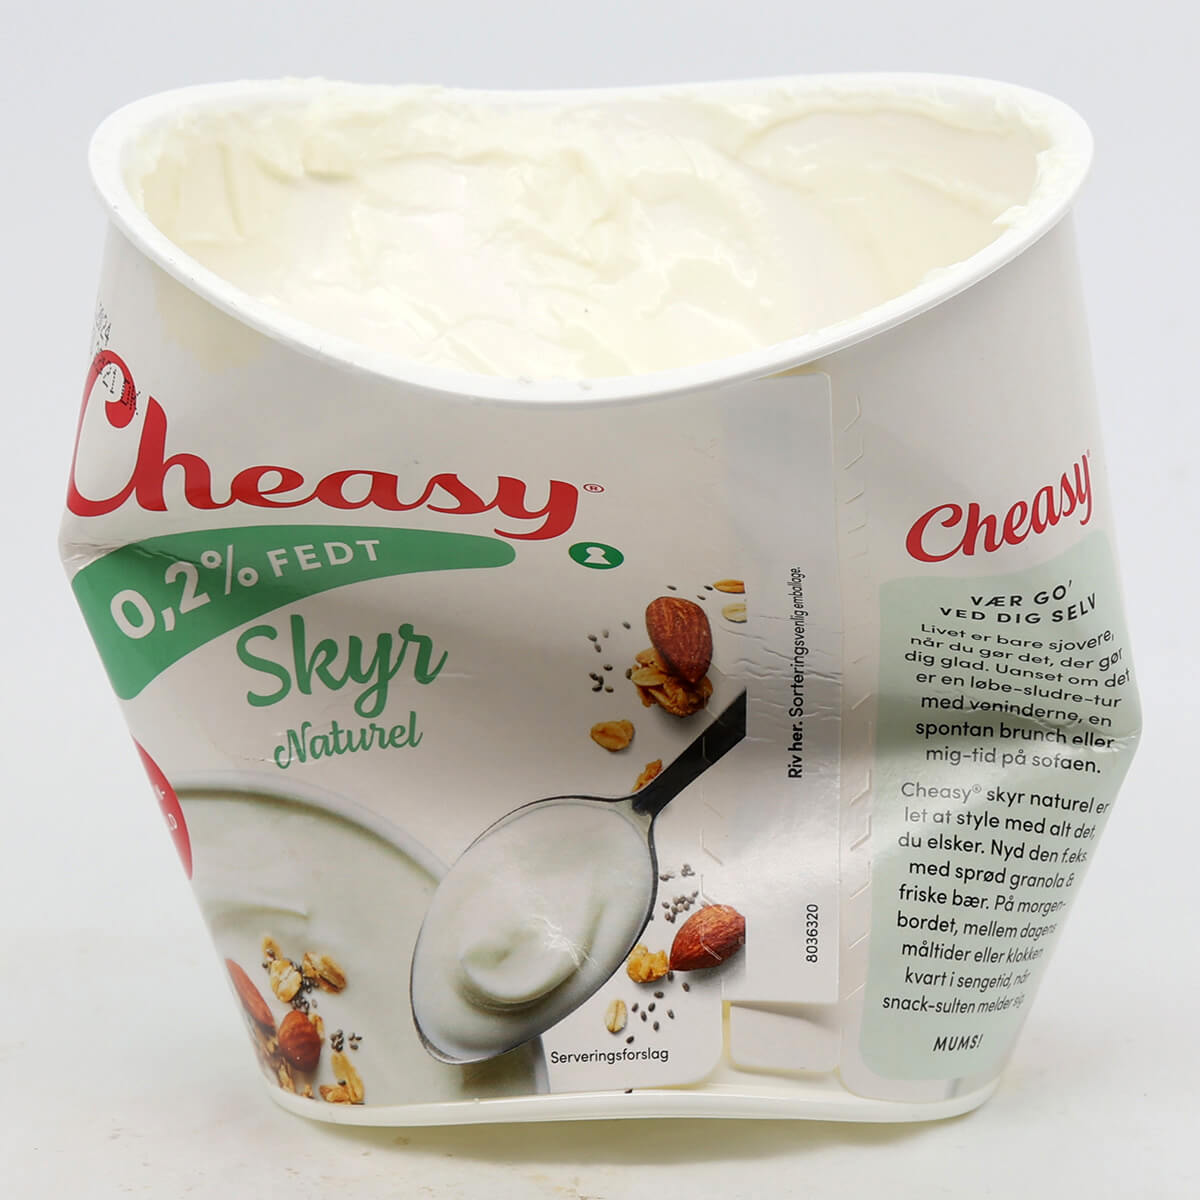 Cheasy®
0,2% FEDT
Skyr
Naturel
Serveringsforslag
Riv her. Sorteringsvenlig emballage.
8036320
Cheasy
VÆR GO'
VED DIG SELV
Livet er bare sjovere,
når du gør det, der gør
dig glad. Uanset om det
er en løbe-sludre-tur
med veninderne, en
spontan brunch eller
mig-tid på sofaen.
Cheasy® skyr naturel er
let at style med alt det,
du elsker. Nyd den f.eks.
med sprød granola &
friske bær. På morgen-
bordet, mellem dagens
måltider eller klokken
kvart i sengetid, når
snack-sulten melder sig.
MUMS!